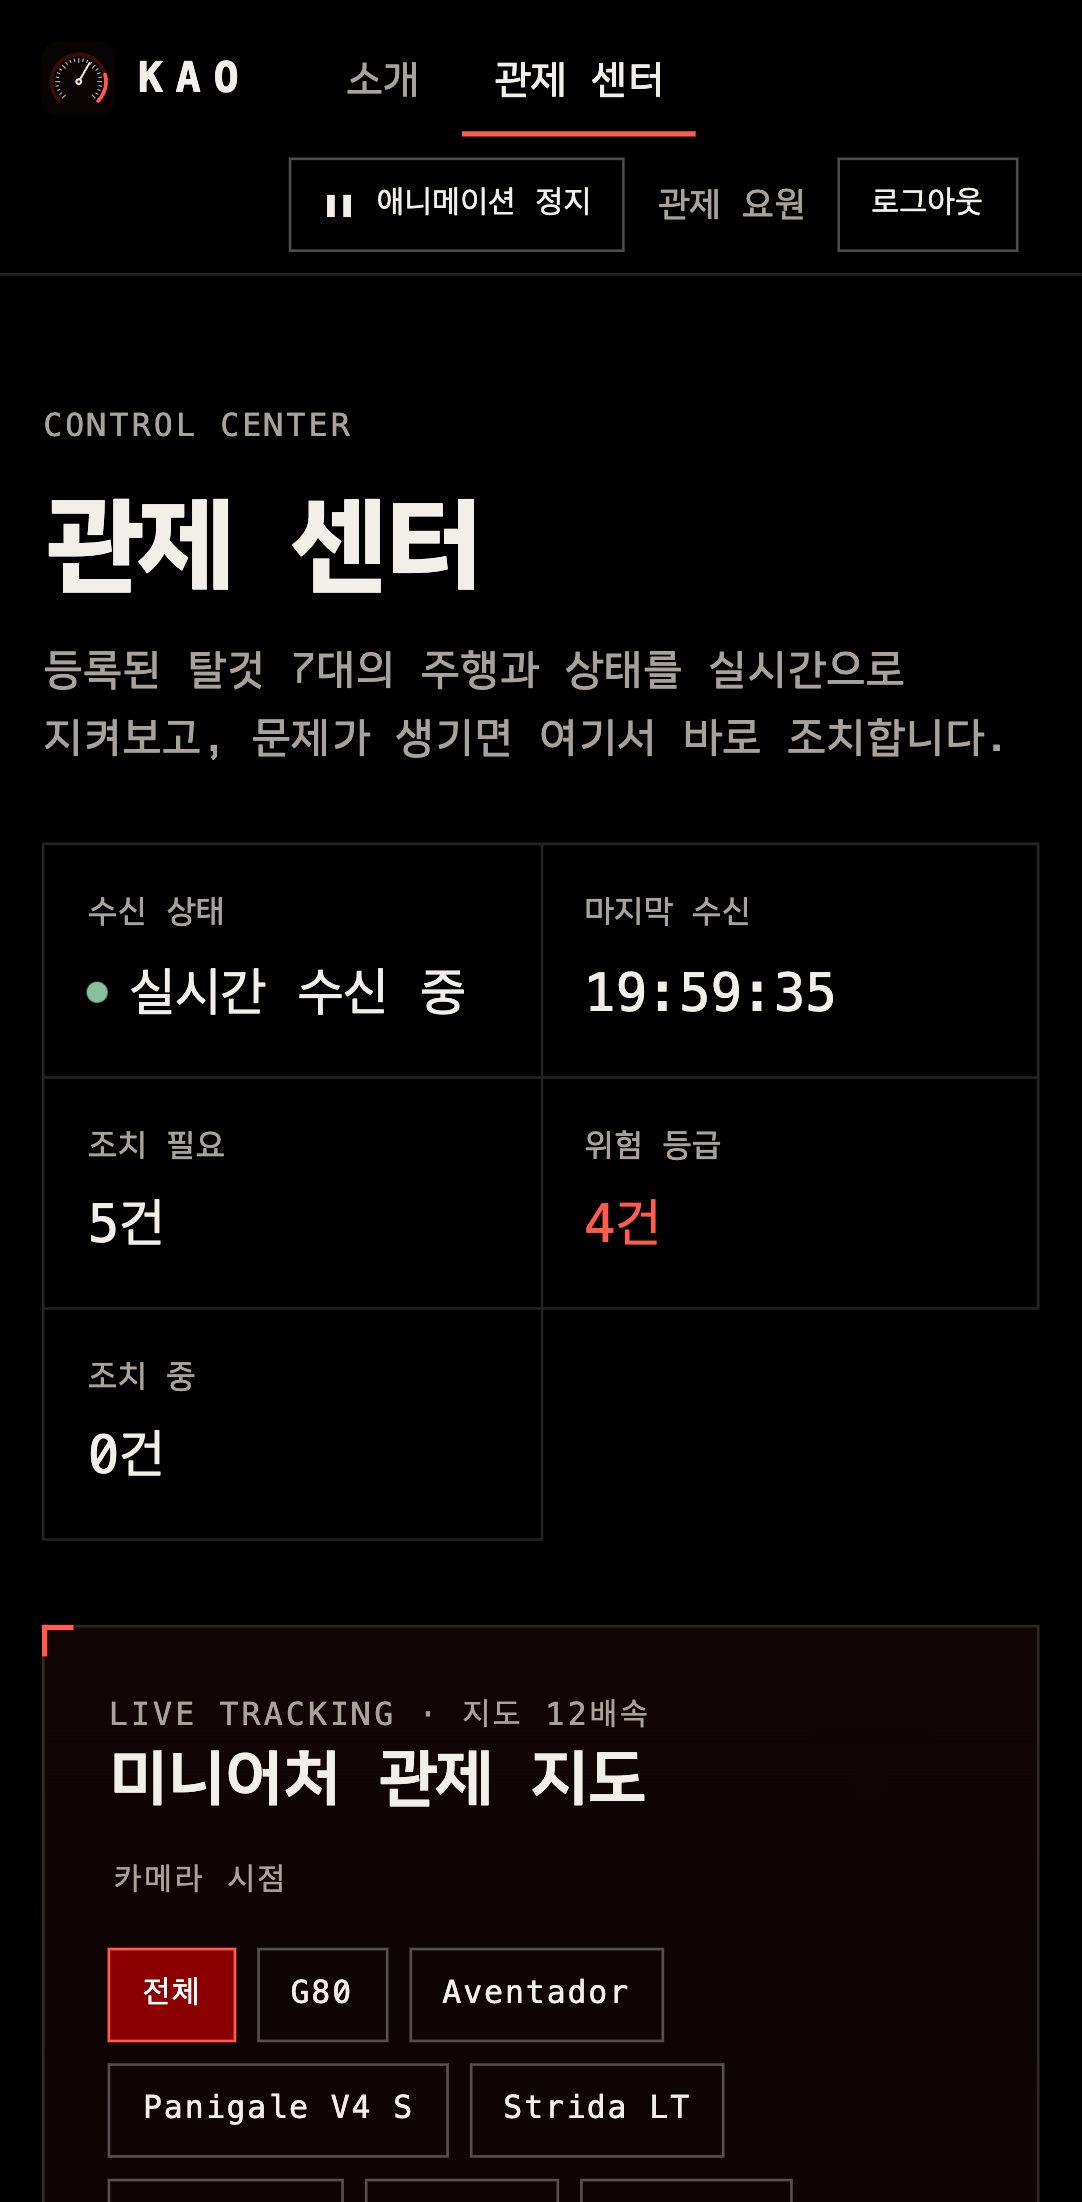 KAO 소개 관제 센터
애니메이션 정지 관제 요원 로그아웃
CONTROL CENTER
관제 센터
등록된 탈것 7대의 주행과 상태를 실시간으로
지켜보고, 문제가 생기면 여기서 바로 조치합니다.
수신 상태
실시간 수신 중
마지막 수신
19:59:35
조치 필요
5건
위험 등급
4건
조치 중
0건
LIVE TRACKING · 지도 12배속
미니어처 관제 지도
카메라 시점
전체 G80 Aventador
Panigale V4 S Strida LT